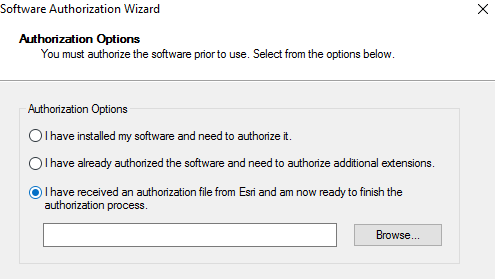 Software Authorization Wizard
Authorization Options
You must authorize the software prior to use. Select from the options below.
Authorization Options
I have installed my software and need to authorize it.
I have already authorized the software and need to authorize additional extensions.
I have received an authorization file from Esri and am now ready to finish the
authorization process.
Browse...